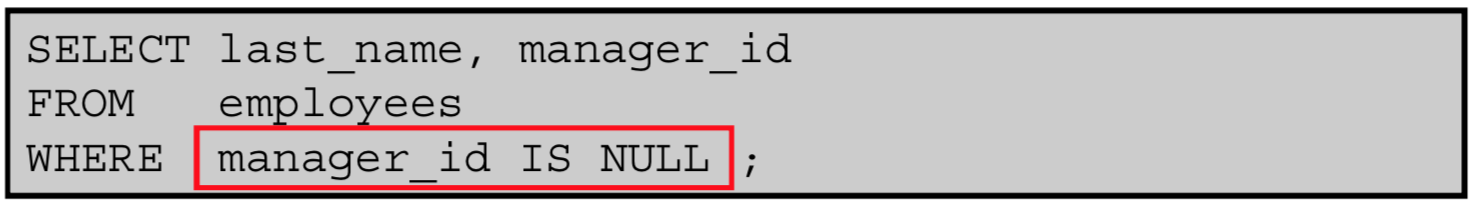 SELECT last_name, manager_id
FROM   employees
WHERE  manager_id IS NULL ;